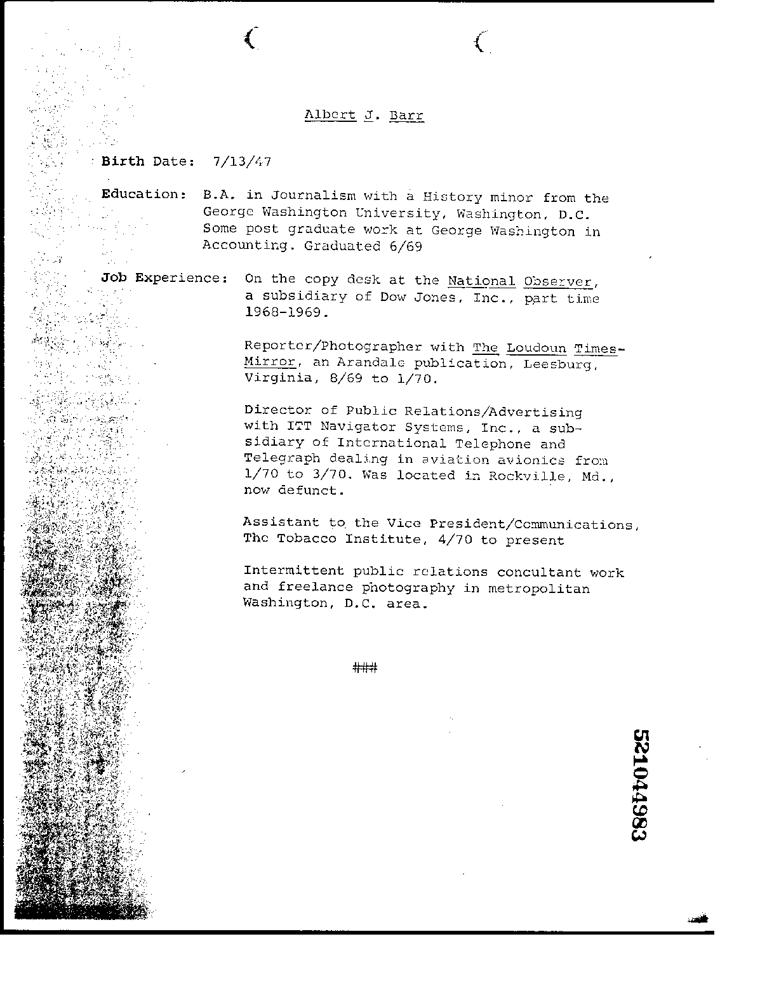 Albert J. Barr
Birth Date: 7/13/47
Education: B.A. in Journalism with a History minor from the
George Washington University, Washington, D.C.
Some post graduate work at George Washington in
Accounting. Graduated 6/69
Job Experience: On the copy desk at the National Observer,
a subsidiary of Dow Jones, Inc., part time
1968-1969.
Reporter/Photographer with The Loudoun Times-
Mirror, an Arandale publication, Leesburg,
Virginia, 8/69 to 1/70.
Director of Public Relations/Advertising
with ITT Navigator Systems, Inc., a sub-
sidiary of International Telephone and
Telegraph dealing in aviation avionics from
1/70 to 3/70. Was located in Rockville, Md.,
now defunct.
Assistant to the Vice President/Communications,
The Tobacco Institute, 4/70 to present
Intermittent public relations concultant work
and freelance photography in metropolitan
Washington, D.C. area.
###
521044983